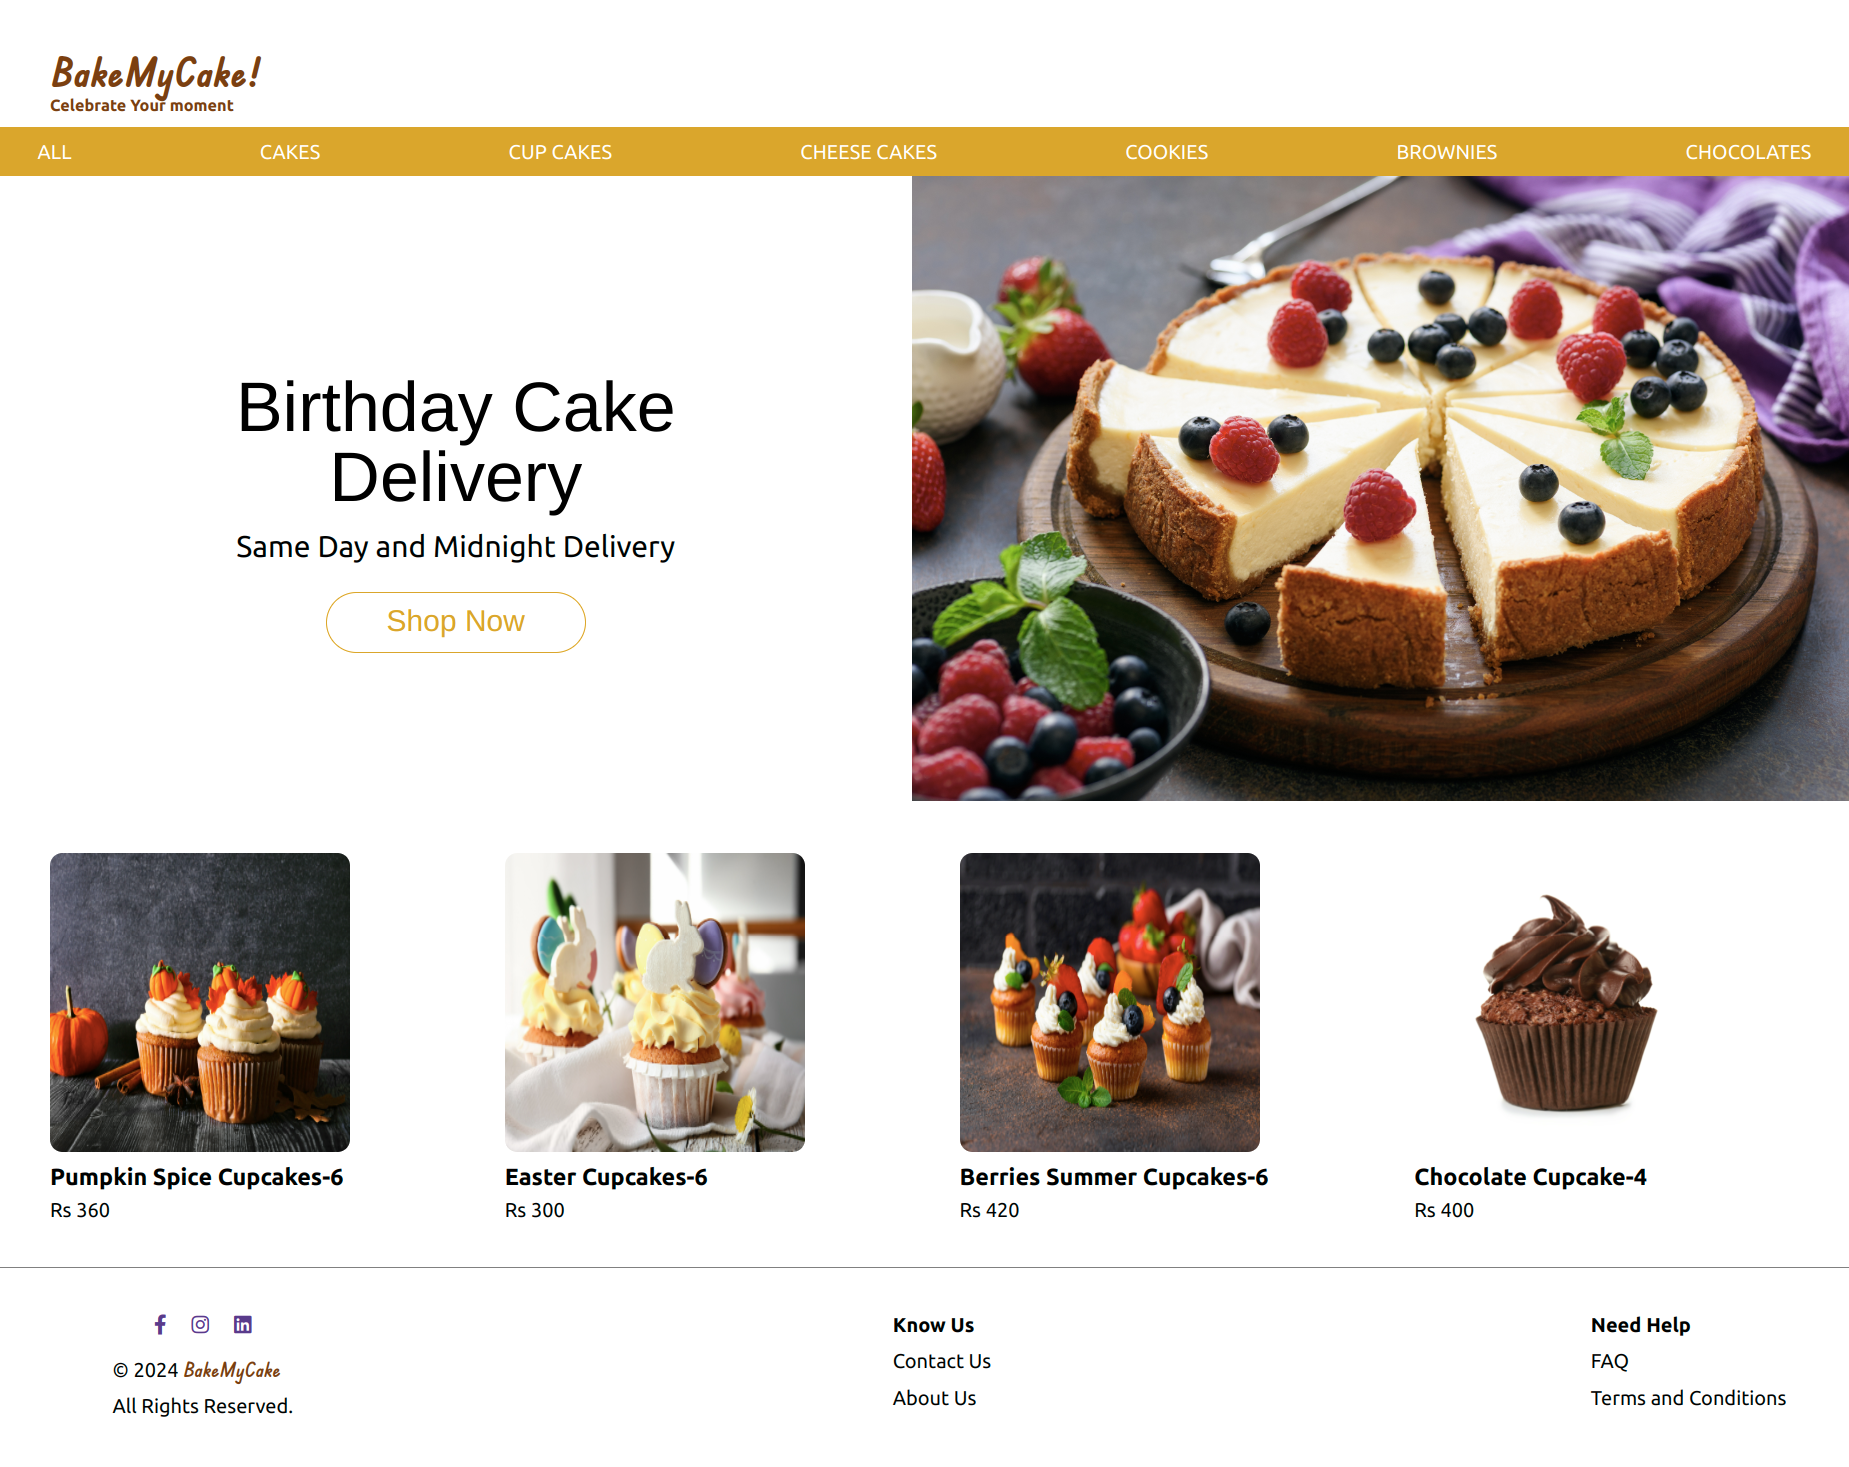 BakeMyCake!
Celebrate Your moment
ALL
CAKES
CUP CAKES
CHEESE CAKES
COOKIES
BROWNIES
CHOCOLATES
Birthday Cake
Delivery
Same Day and Midnight Delivery
Shop Now
Pumpkin Spice Cupcakes-6
Rs 360
Easter Cupcakes-6
Rs 300
Berries Summer Cupcakes-6
Rs 420
Chocolate Cupcake-4
Rs 400
© 2024 BakeMyCake
All Rights Reserved.
Know Us
Contact Us
About Us
Need Help
FAQ
Terms and Conditions